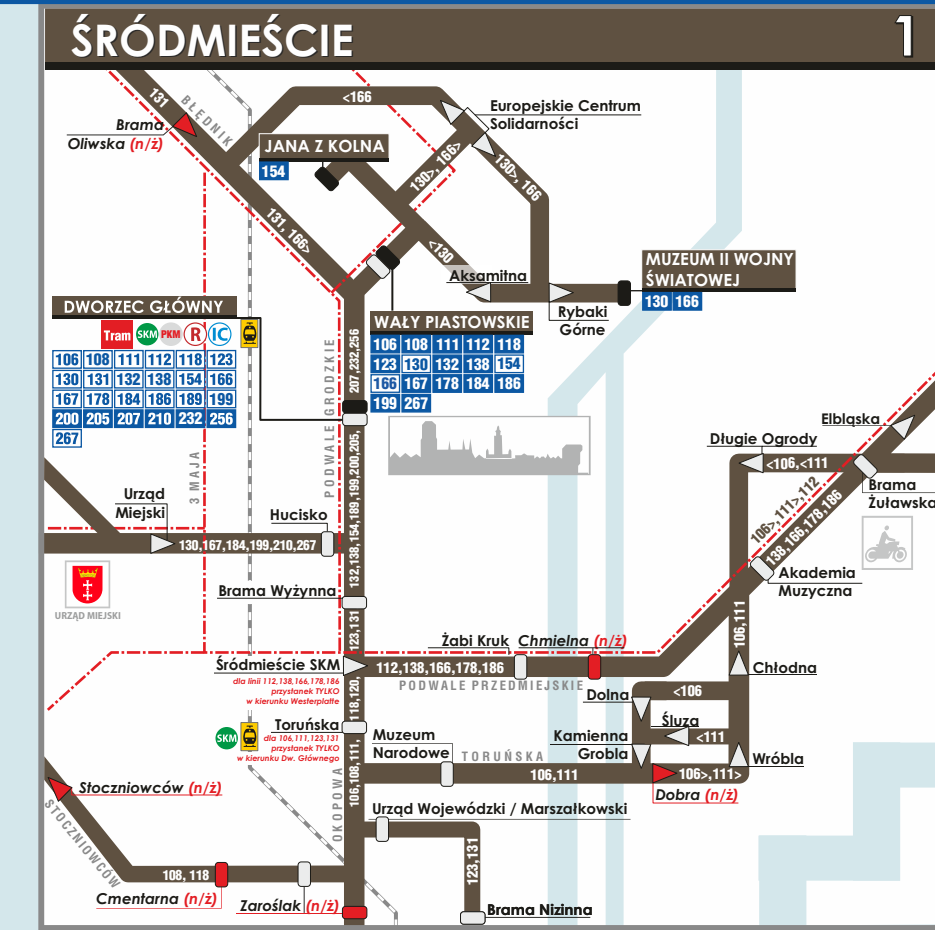 ŚRÓDMIEŚCIE
1
131
BŁĘDNIK
<166
Europejskie Centrum
Solidarności
Brama
Oliwska (n/ż)
JANA Z KOLNA
154
130>, 166>
130>, 166
131, 166>
<130
Aksamitna
Rybaki
Górne
MUZEUM II WOJNY
ŚWIATOWEJ
130 166
DWORZEC GŁÓWNY
Tram SKM PKM R IC
106 108 111 112 118 123
130 131 132 138 154 166
167 178 184 186 189 199
200 205 207 210 232 256
267
WAŁY PIASTOWSKIE
106 108 111 112 118
123 130 132 138 154
166 167 178 184 186
199 267
207,232,256
PODWALE GRODZKIE
132,138,154,189,199,200,205,
3 MAJA
Urząd
Miejski
Hucisko
130,167,184,199,210,267
URZĄD MIEJSKI
Brama Wyżynna
123,131
Elbląska
Długie Ogrody
<106,<111
Brama
Żuławska
106>,111>,112
138,166,178,186
Akademia
Muzyczna
106,111
Żabi Kruk
Chmielna (n/ż)
Śródmieście SKM
dla linii 112,138,166,178,186
przystanek TYLKO
w kierunku Westerplatte
112,138,166,178,186
PODWALE PRZEDMIEJSKIE
Chłodna
Dolna
<106
118,120,
Toruńska
SKM
dla 106,111,123,131
przystanek TYLKO
w kierunku Dw. Głównego
Muzeum
Narodowe
TORUŃSKA
Kamienna
Grobla
Śluza
<111
Wróbla
106,111
106>,111>
Dobra (n/ż)
106,108,111,
OKOPOWA
Stoczniowców (n/ż)
STOCZNIOWCÓW
Urząd Wojewódzki / Marszałkowski
123,131
108, 118
Cmentarna (n/ż)
Zaroślak (n/ż)
Brama Nizinna